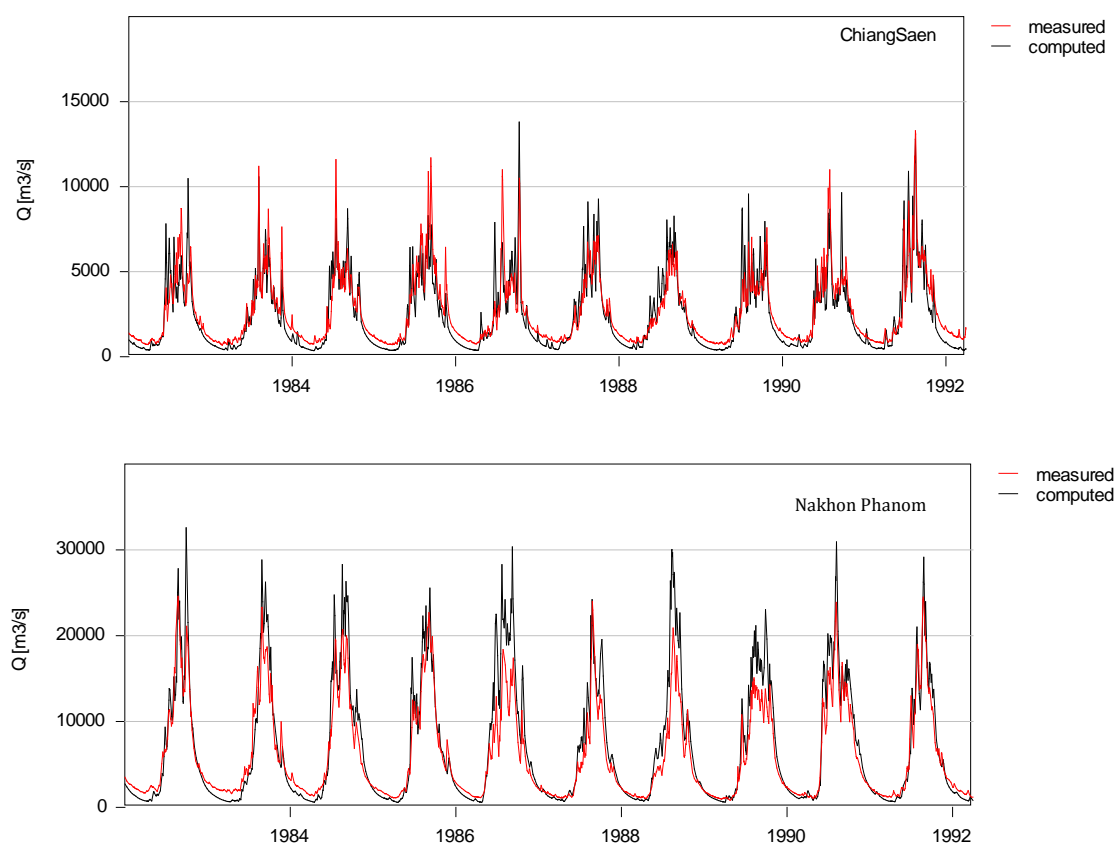 ChiangSaen
measured
computed
15000
10000
5000
0
Q [m3/s]
1984 1986 1988 1990 1992
measured
computed
Nakhon Phanom
30000
20000
10000
0
Q [m3/s]
1984 1986 1988 1990 1992